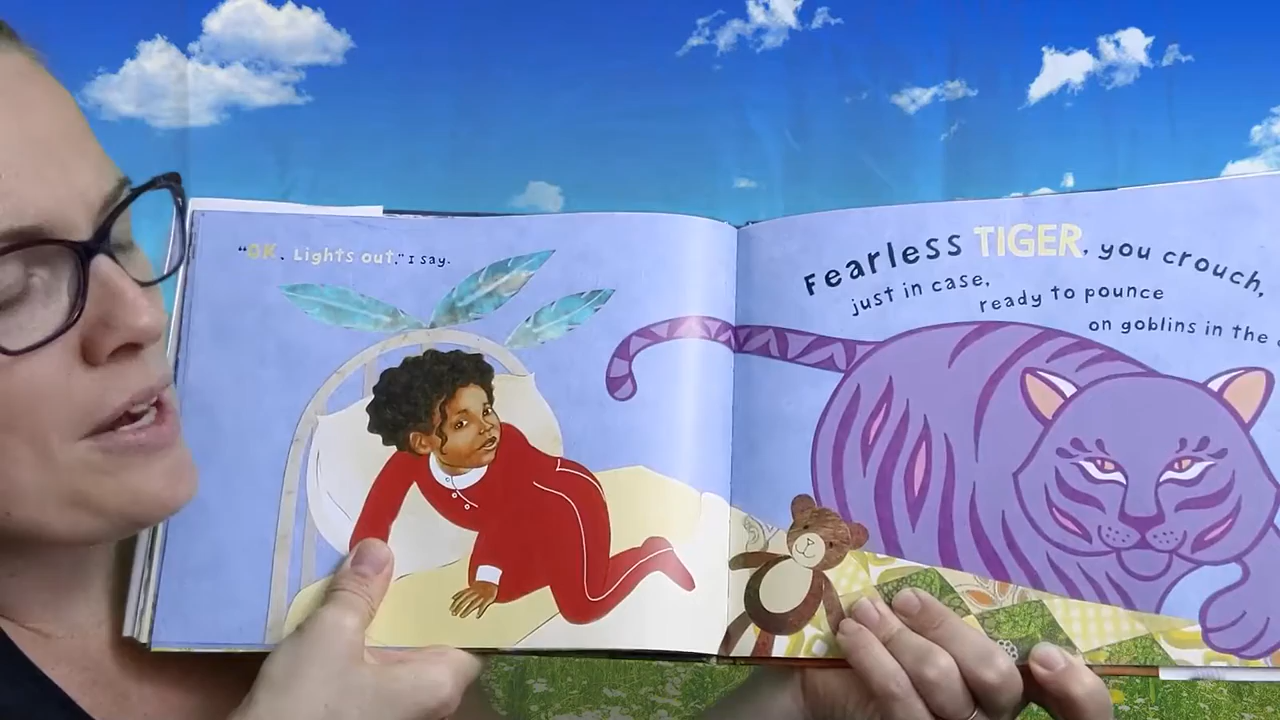 "OK. Lights out," I say.
Fearless TIGER, you crouch,
just in case,
ready to pounce
on goblins in the